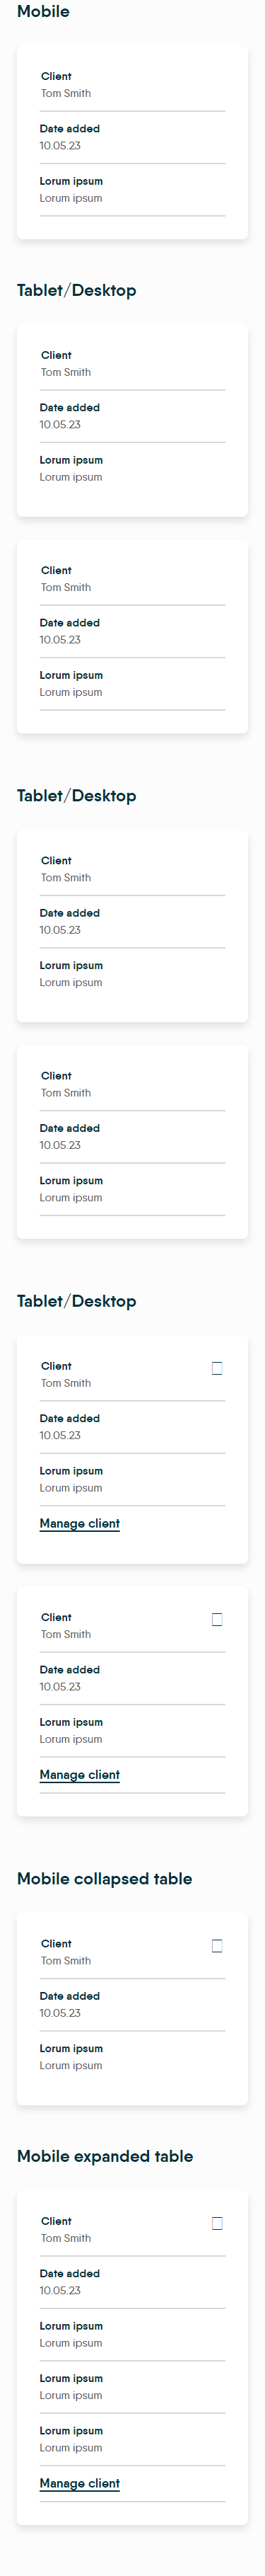 Mobile
Client
Tom Smith
Date added
10.05.23
Lorum ipsum
Lorum ipsum
Tablet/Desktop
Client
Tom Smith
Date added
10.05.23
Lorum ipsum
Lorum ipsum
Client
Tom Smith
Date added
10.05.23
Lorum ipsum
Lorum ipsum
Tablet/Desktop
Client
Tom Smith
Date added
10.05.23
Lorum ipsum
Lorum ipsum
Client
Tom Smith
Date added
10.05.23
Lorum ipsum
Lorum ipsum
Tablet/Desktop
Client
Tom Smith
Date added
10.05.23
Lorum ipsum
Lorum ipsum
Manage client
Client
Tom Smith
Date added
10.05.23
Lorum ipsum
Lorum ipsum
Manage client
Mobile collapsed table
Client
Tom Smith
Date added
10.05.23
Lorum ipsum
Lorum ipsum
Mobile expanded table
Client
Tom Smith
Date added
10.05.23
Lorum ipsum
Lorum ipsum
Lorum ipsum
Lorum ipsum
Lorum ipsum
Lorum ipsum
Manage client